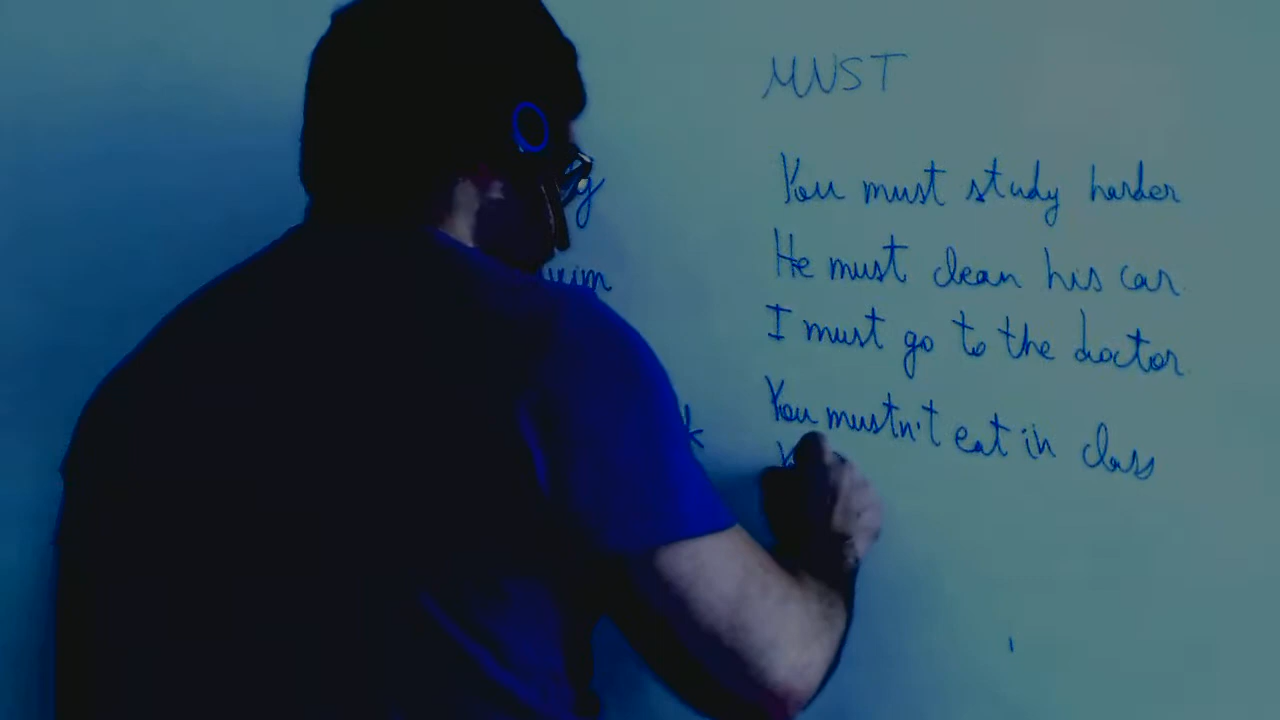 MUST
You must study harder
He must clean his car
I must go to the doctor
You mustn't eat in class